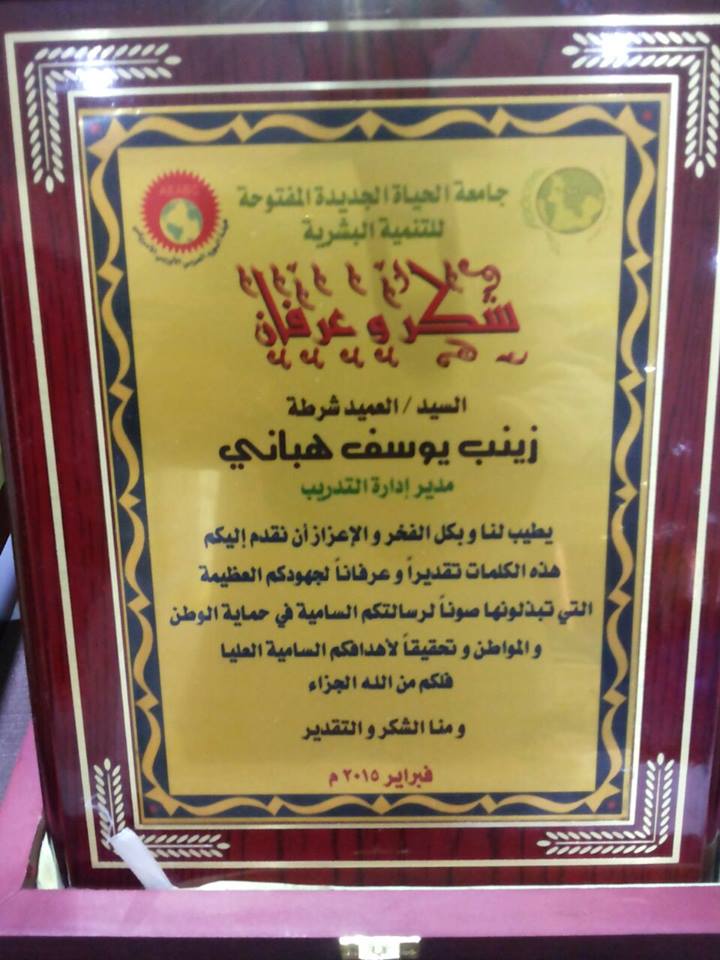 جامعة الحياة الجديدة المفتوحة
للتنمية البشرية
شكر و عرفان
السيد / العميد شرطة
زينب يوسف هباني
مدير إدارة التدريب
يطيب لنا و بكل الفخر و الإعزاز أن نقدم إليكم
هذه الكلمات تقديراً و عرفاناً لجهودكم العظيمة
التي تبذلونها صوناً لرسالتكم السامية في حماية الوطن
و المواطن و تحقيقاً لأهدافكم السامية العليا
فلكم من الله الجزاء
و منا الشكر و التقدير
فبراير ٢٠١٥ م